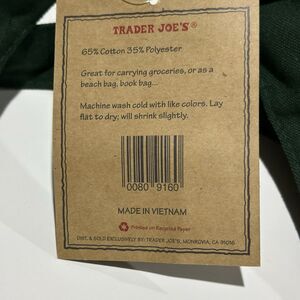 TRADER JOE'S®
65% Cotton 35% Polyester
Great for carrying groceries, or as a
beach bag, book bag...
Machine wash cold with like colors. Lay
flat to dry; will shrink slightly.
0080 9160
MADE IN VIETNAM
Printed on Recycled Paper
DIST. & SOLD EXCLUSIVELY BY: TRADER JOE'S, MONROVIA, CA 91016